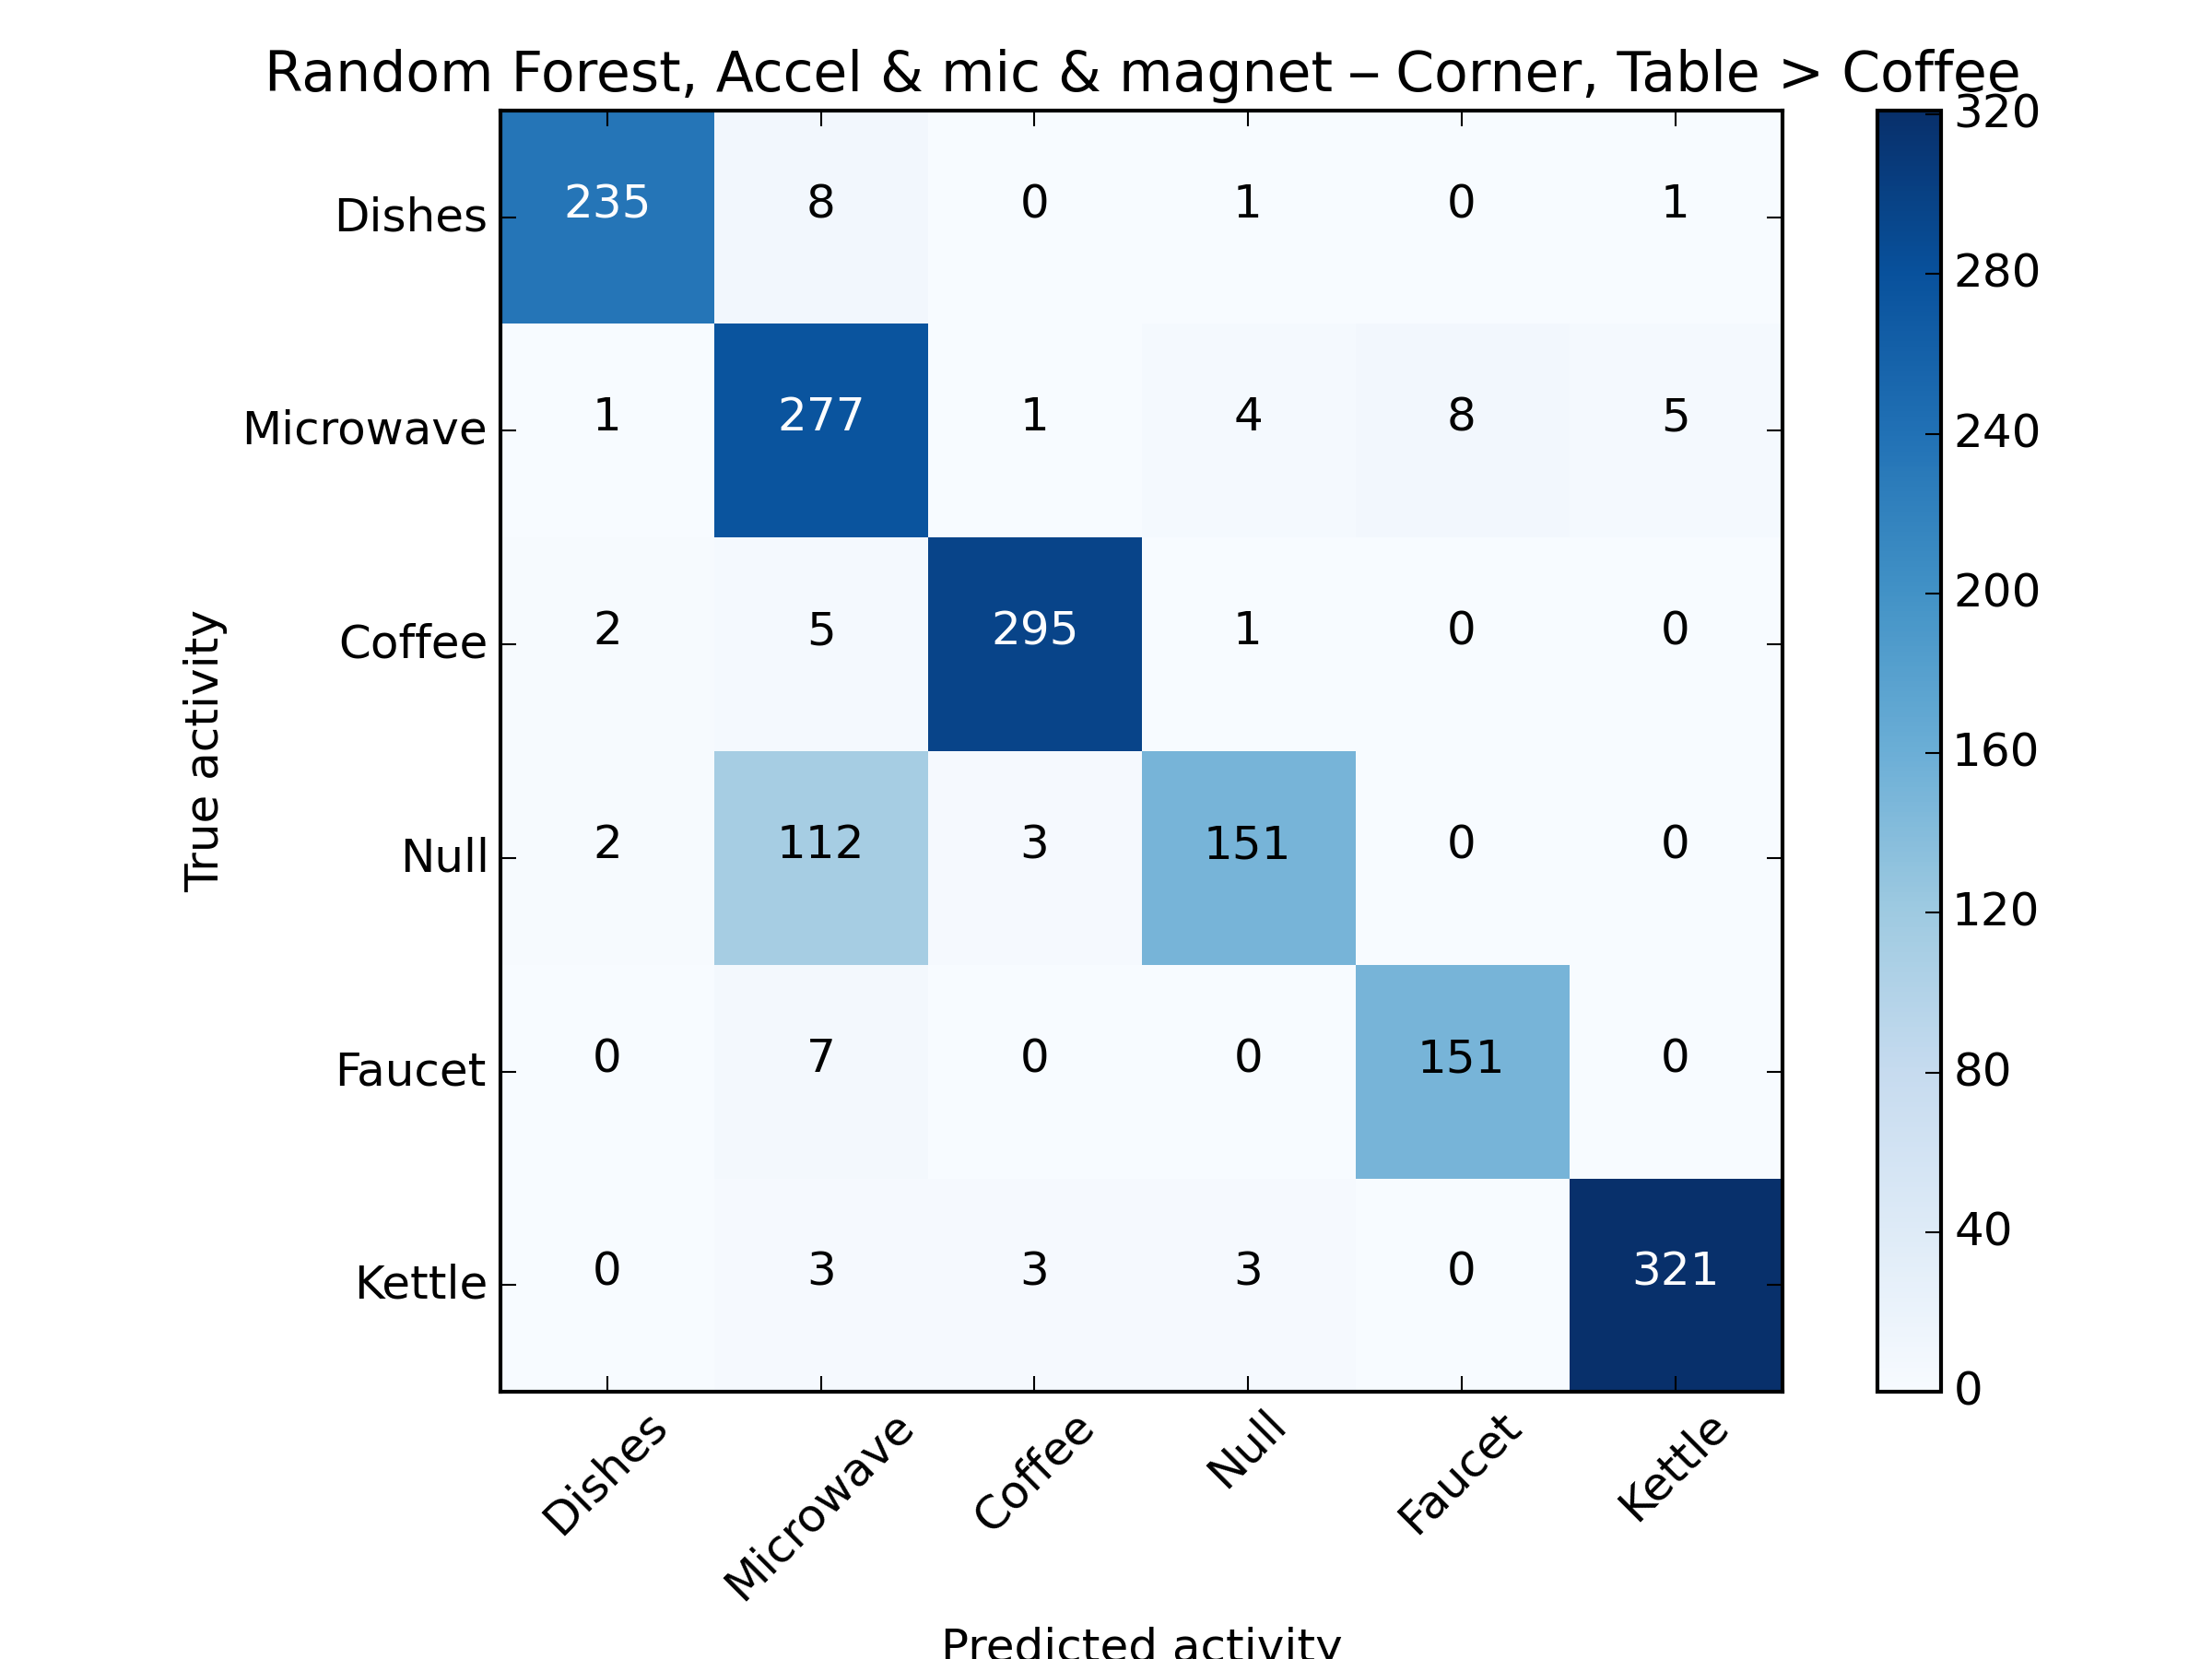 Random Forest, Accel & mic & magnet – Corner, Table > Coffee
320
Dishes 235 8 0 1 0 1
280
Microwave 1 277 1 4 8 5
240
200
Coffee 2 5 295 1 0 0
True activity
160
Null 2 112 3 151 0 0
120
Faucet 0 7 0 0 151 0
80
40
Kettle 0 3 3 3 0 321
0
Dishes Microwave Coffee Null Faucet Kettle
Predicted activity